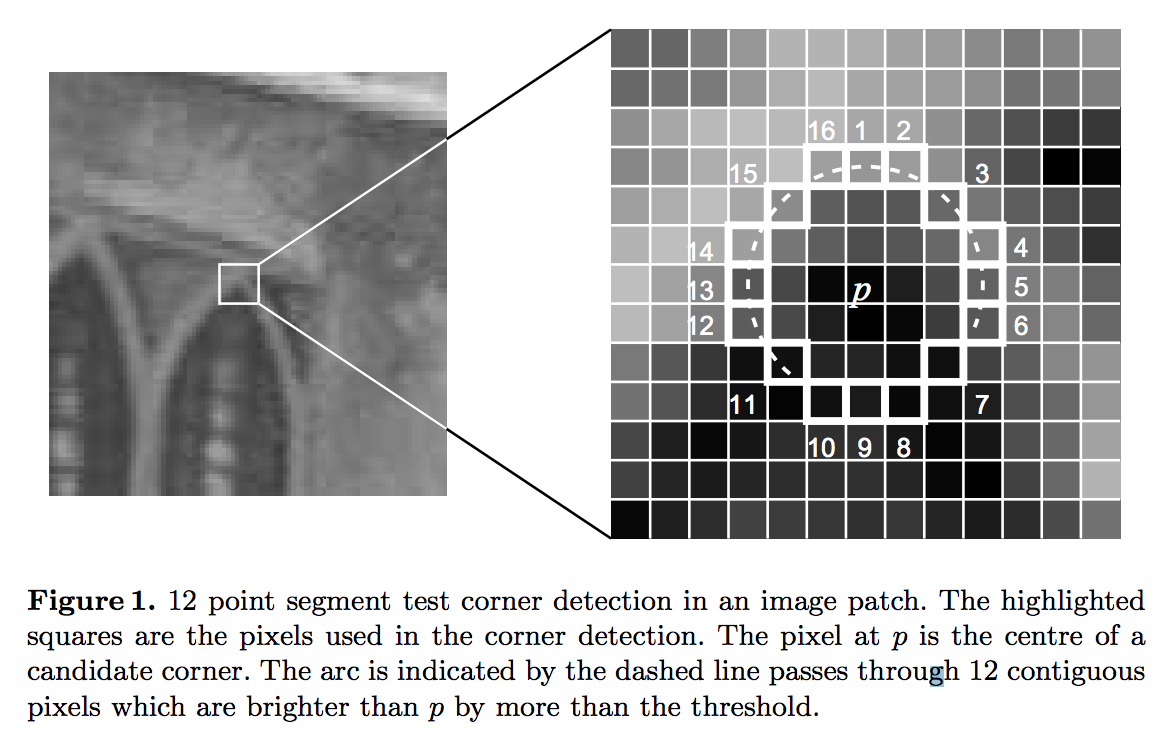 16 1 2
15 3
14 4
13 p 5
12 6
11 7
10 9 8
Figure 1. 12 point segment test corner detection in an image patch. The highlighted
squares are the pixels used in the corner detection. The pixel at p is the centre of a
candidate corner. The arc is indicated by the dashed line passes through 12 contiguous
pixels which are brighter than p by more than the threshold.